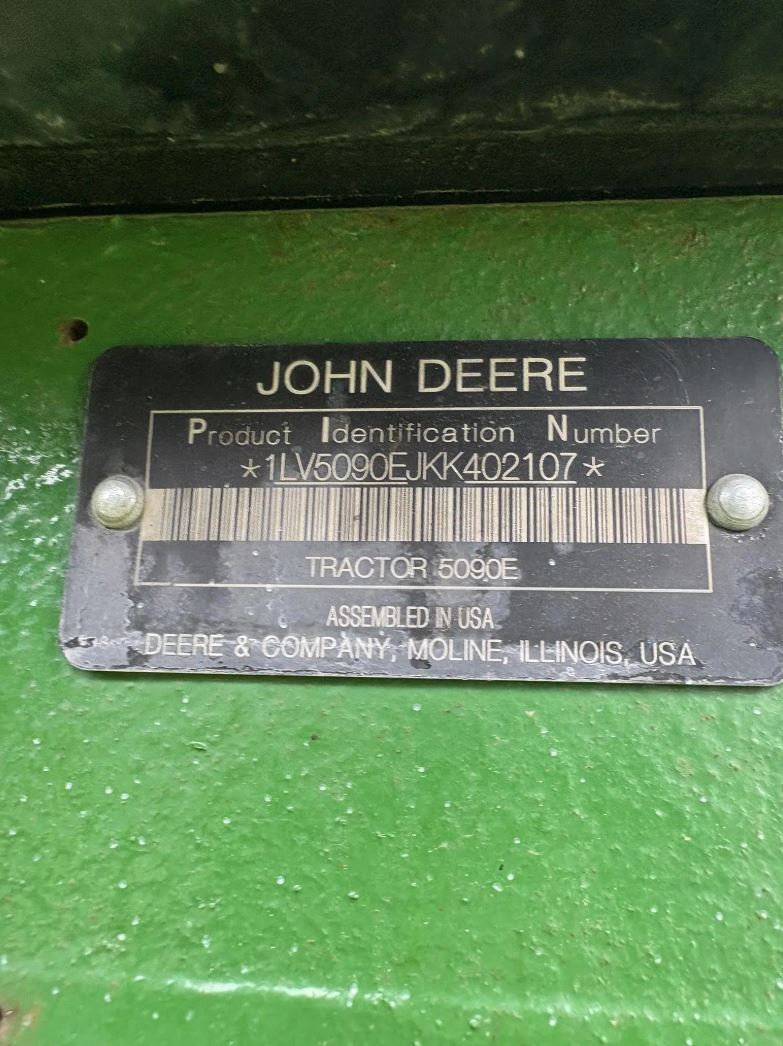 JOHN DEERE
Product Identification Number
*1LV5090EJKK402107*
TRACTOR 5090E
ASSEMBLED IN USA
DEERE & COMPANY, MOLINE, ILLINOIS, USA